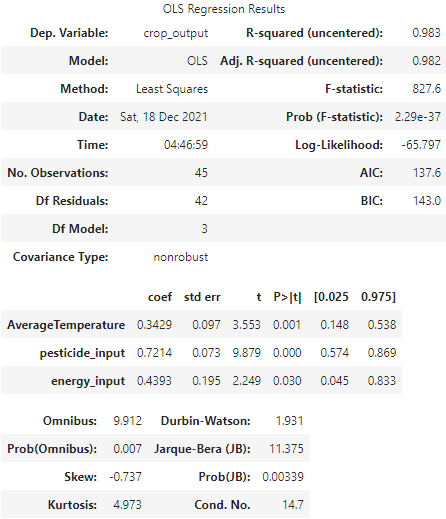 OLS Regression Results
Dep. Variable: crop_output R-squared (uncentered): 0.983
Model: OLS Adj. R-squared (uncentered): 0.982
Method: Least Squares F-statistic: 827.6
Date: Sat, 18 Dec 2021 Prob (F-statistic): 2.29e-37
Time: 04:46:59 Log-Likelihood: -65.797
No. Observations: 45 AIC: 137.6
Df Residuals: 42 BIC: 143.0
Df Model: 3
Covariance Type: nonrobust
coef std err t P>|t| [0.025 0.975]
AverageTemperature 0.3429 0.097 3.553 0.001 0.148 0.538
pesticide_input 0.7214 0.073 9.879 0.000 0.574 0.869
energy_input 0.4393 0.195 2.249 0.030 0.045 0.833
Omnibus: 9.912 Durbin-Watson: 1.931
Prob(Omnibus): 0.007 Jarque-Bera (JB): 11.375
Skew: -0.737 Prob(JB): 0.00339
Kurtosis: 4.973 Cond. No. 14.7